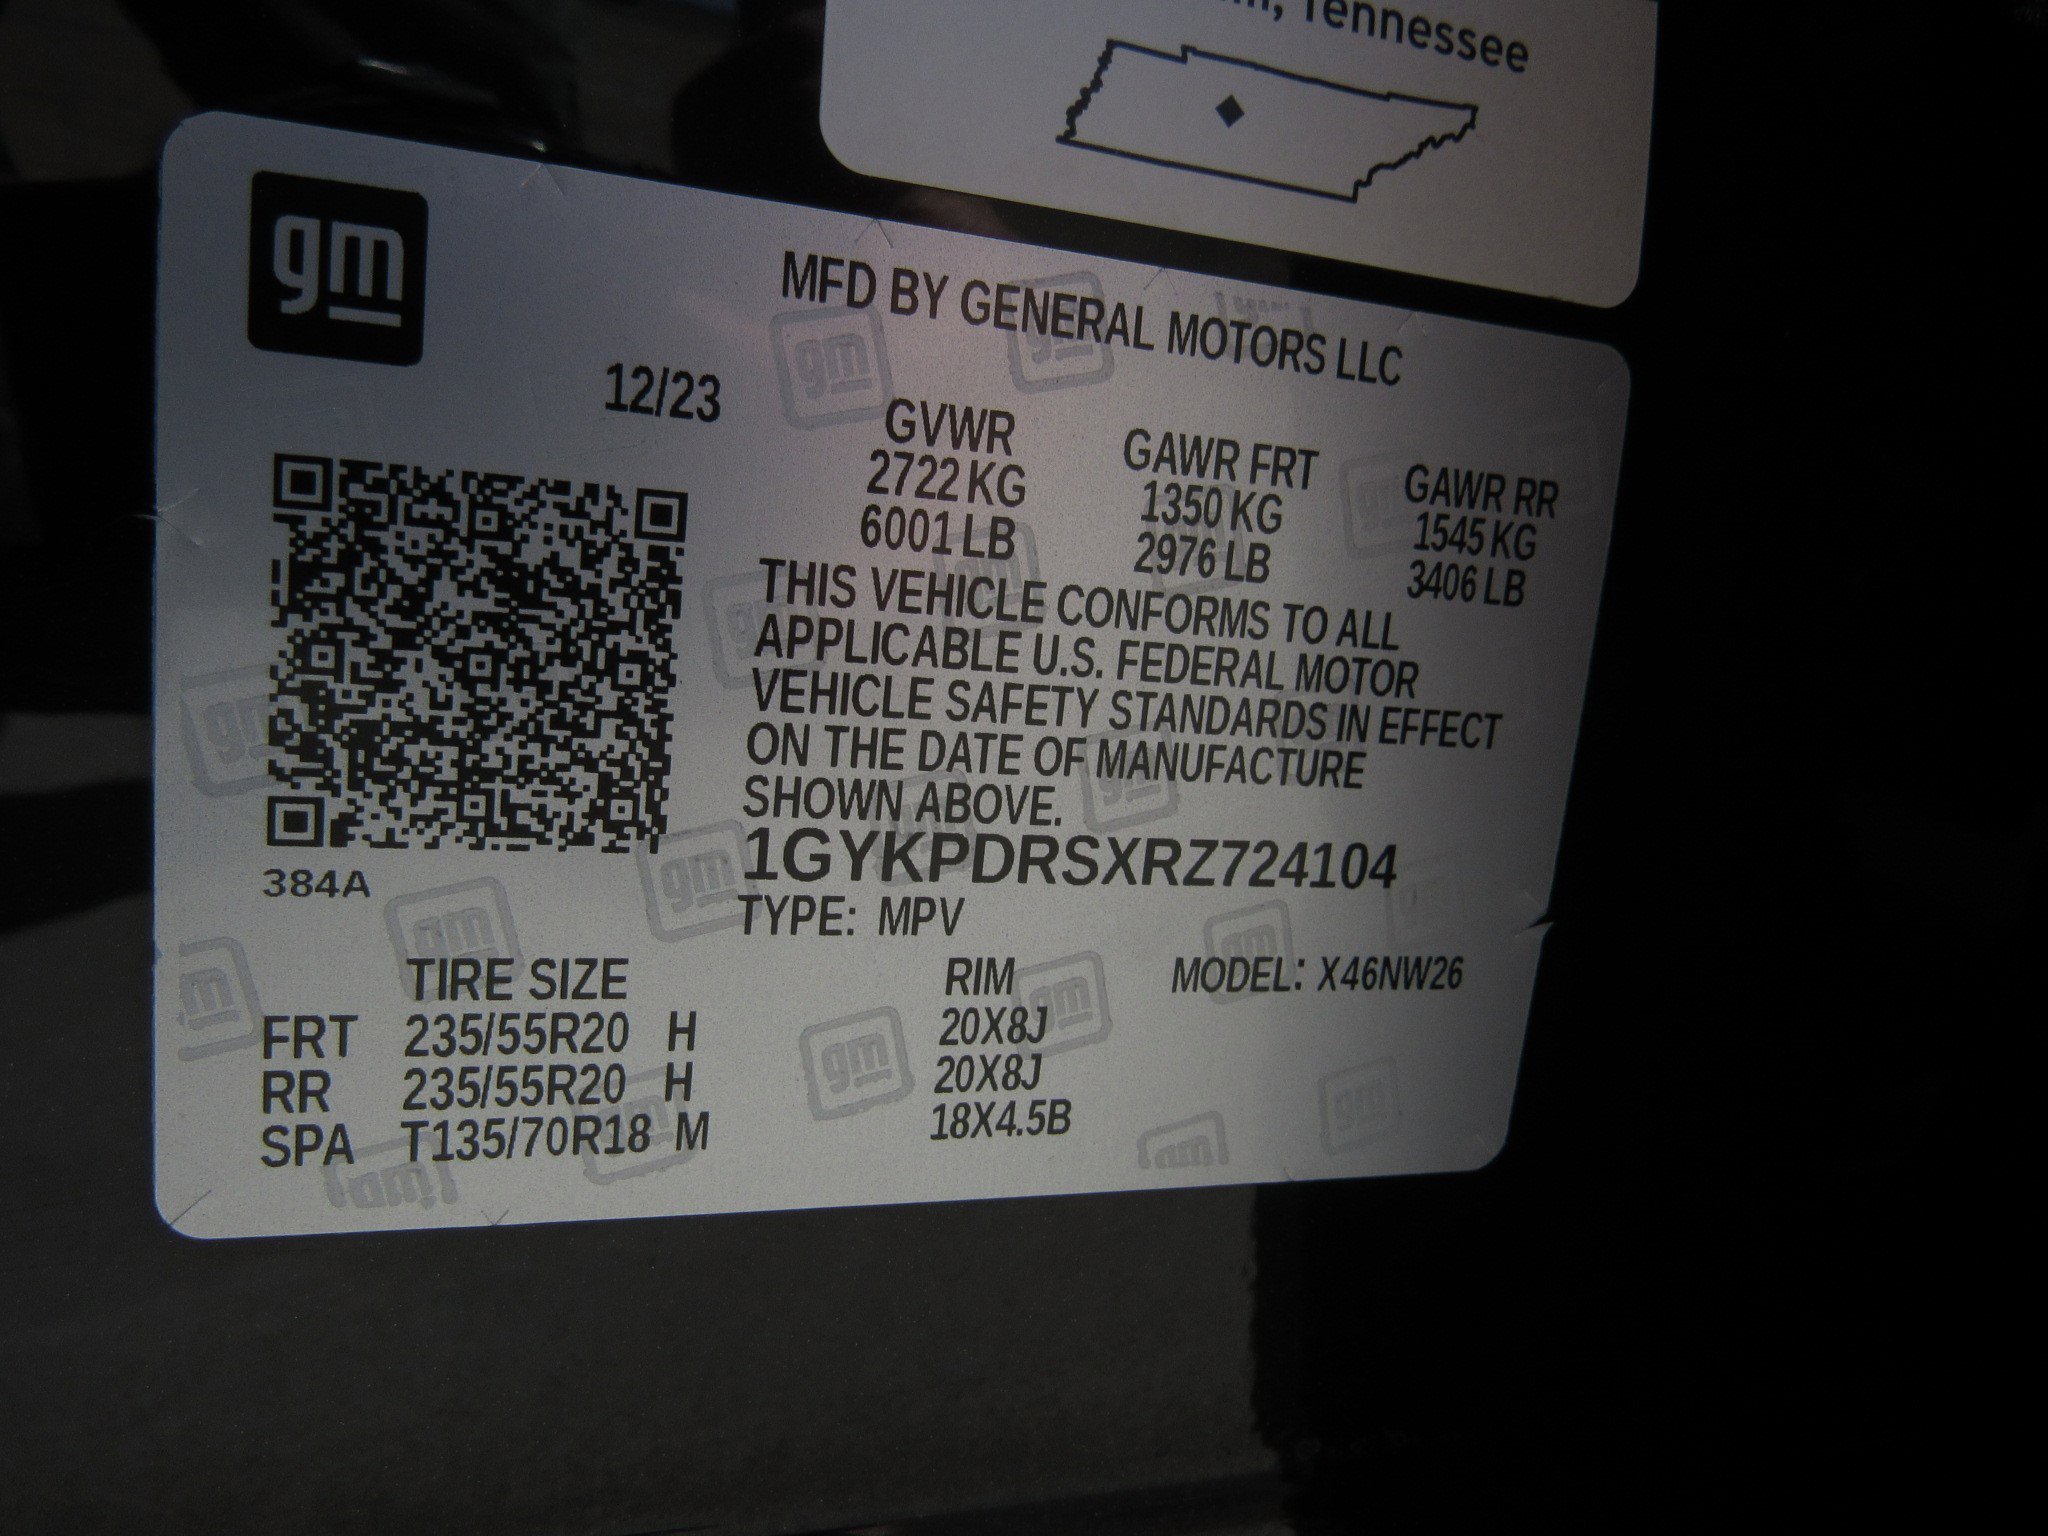 Tennessee
gm
MFD BY GENERAL MOTORS LLC
12/23
GVWR GAWR FRT GAWR RR
2722 KG 1350 KG 1545 KG
6001 LB 2976 LB 3406 LB
THIS VEHICLE CONFORMS TO ALL
APPLICABLE U.S. FEDERAL MOTOR
VEHICLE SAFETY STANDARDS IN EFFECT
ON THE DATE OF MANUFACTURE
SHOWN ABOVE.
1GYKPDRSXRZ724104
384A
TYPE: MPV
TIRE SIZE RIM MODEL: X46NW26
FRT 235/55R20 H 20X8J
RR 235/55R20 H 20X8J
SPA T135/70R18 M 18X4.5B